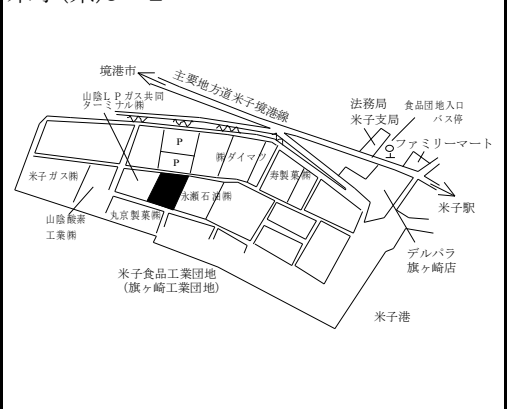 境港市
主要地方道米子境港線
山陰LPガス共同
ターミナル㈱
法務局
米子支局
食品団地入口
バス停
ファミリーマート
P
P
㈱ダイマツ
寿製菓㈱
米子ガス㈱
永瀬石油㈱
米子駅
山陰酸素
工業㈱
丸京製菓㈱
デルパラ
旗ヶ崎店
米子食品工業団地
(旗ヶ崎工業団地)
米子港